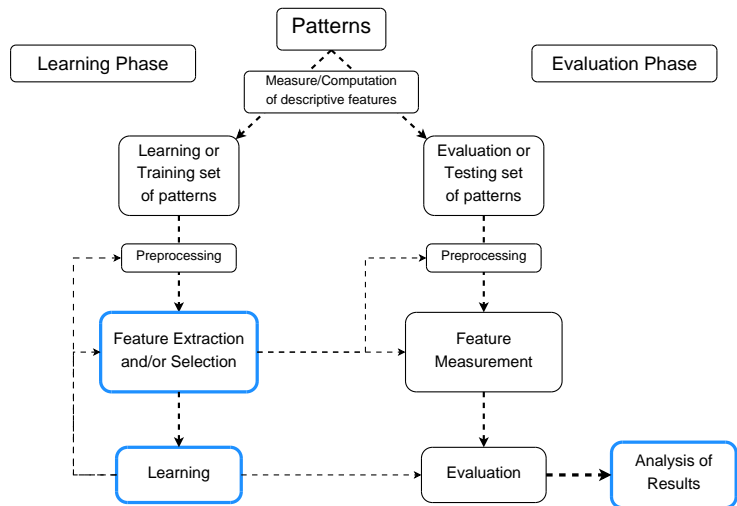 Patterns
Learning Phase
Evaluation Phase
Measure/Computation
of descriptive features
Learning or
Training set
of patterns
Evaluation or
Testing set
of patterns
Preprocessing
Preprocessing
Feature Extraction
and/or Selection
Feature
Measurement
Learning
Evaluation
Analysis of
Results